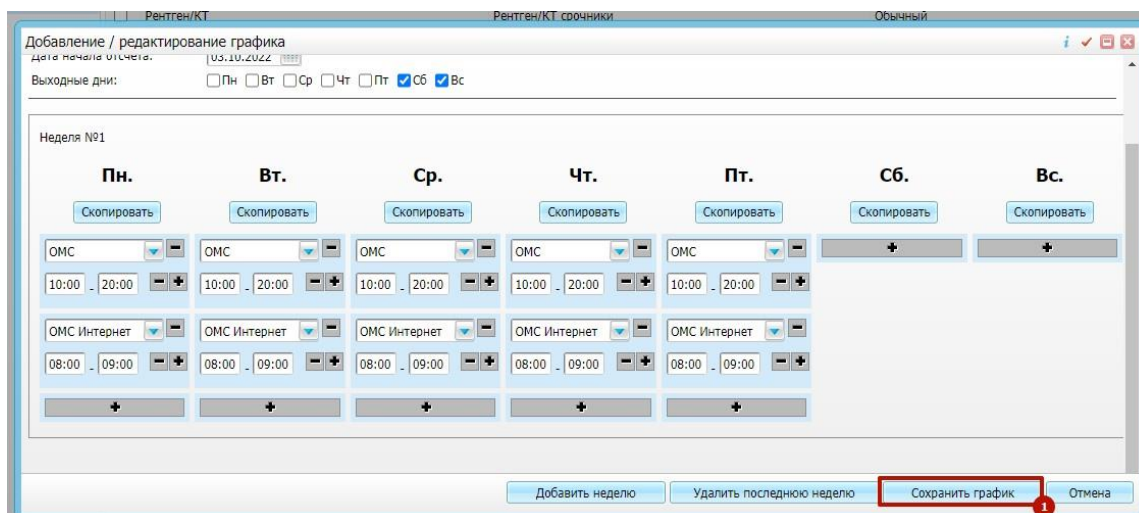 Рентген/КТ Рентген/КТ срочники Обычный
Добавление / редактирование графика
Дата начала отсчета: 03.10.2022
Выходные дни: Пн Вт Ср Чт Пт Сб Вс
Неделя №1
Пн. Вт. Ср. Чт. Пт. Сб. Вс.
Скопировать Скопировать Скопировать Скопировать Скопировать Скопировать Скопировать
ОМС ОМС ОМС ОМС ОМС
10:00 - 20:00 10:00 - 20:00 10:00 - 20:00 10:00 - 20:00 10:00 - 20:00
ОМС Интернет ОМС Интернет ОМС Интернет ОМС Интернет ОМС Интернет
08:00 - 09:00 08:00 - 09:00 08:00 - 09:00 08:00 - 09:00 08:00 - 09:00
Добавить неделю Удалить последнюю неделю Сохранить график Отмена
1